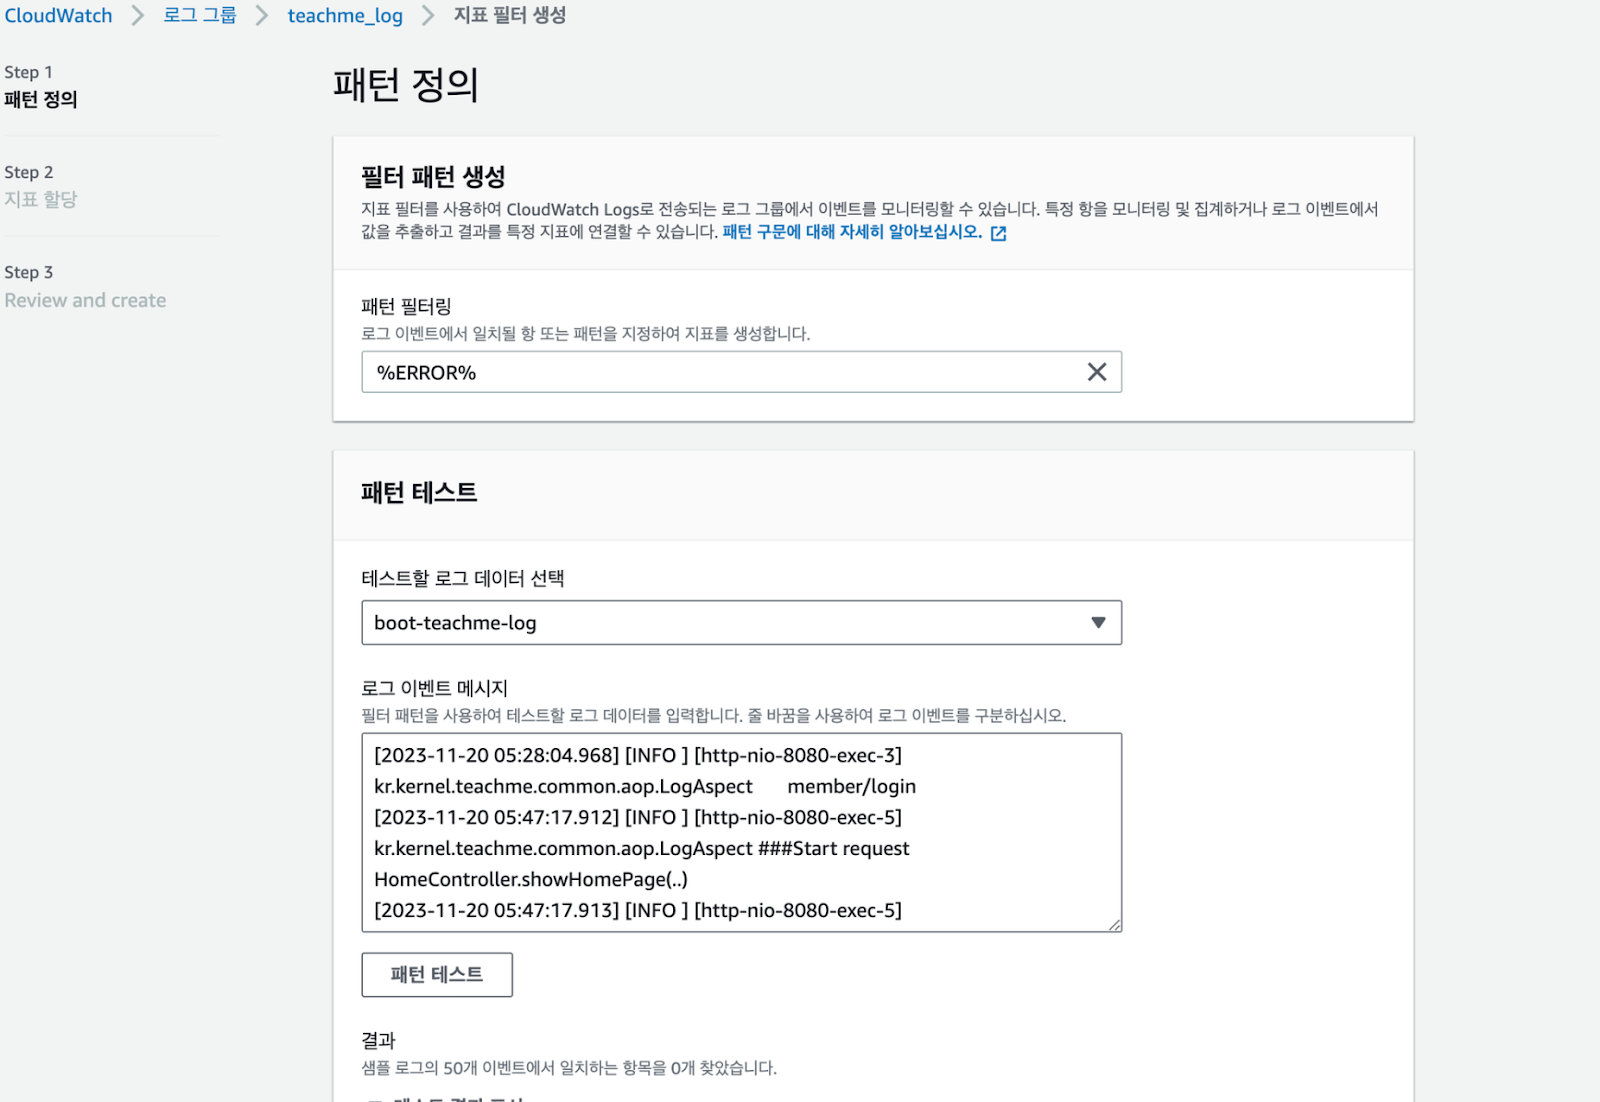 CloudWatch > 로그 그룹 > teachme_log > 지표 필터 생성
Step 1
패턴 정의
Step 2
지표 할당
Step 3
Review and create
패턴 정의
필터 패턴 생성
지표 필터를 사용하여 CloudWatch Logs로 전송되는 로그 그룹에서 이벤트를 모니터링할 수 있습니다. 특정 항을 모니터링 및 집계하거나 로그 이벤트에서
값을 추출하고 결과를 특정 지표에 연결할 수 있습니다. 패턴 구문에 대해 자세히 알아보십시오.
패턴 필터링
로그 이벤트에서 일치될 항 또는 패턴을 지정하여 지표를 생성합니다.
%ERROR%
패턴 테스트
테스트할 로그 데이터 선택
boot-teachme-log
로그 이벤트 메시지
필터 패턴을 사용하여 테스트할 로그 데이터를 입력합니다. 줄 바꿈을 사용하여 로그 이벤트를 구분하십시오.
[2023-11-20 05:28:04.968] [INFO ] [http-nio-8080-exec-3]
kr.kernel.teachme.common.aop.LogAspect member/login
[2023-11-20 05:47:17.912] [INFO ] [http-nio-8080-exec-5]
kr.kernel.teachme.common.aop.LogAspect ###Start request
HomeController.showHomePage(..)
[2023-11-20 05:47:17.913] [INFO ] [http-nio-8080-exec-5]
패턴 테스트
결과
샘플 로그의 50개 이벤트에서 일치하는 항목을 0개 찾았습니다.